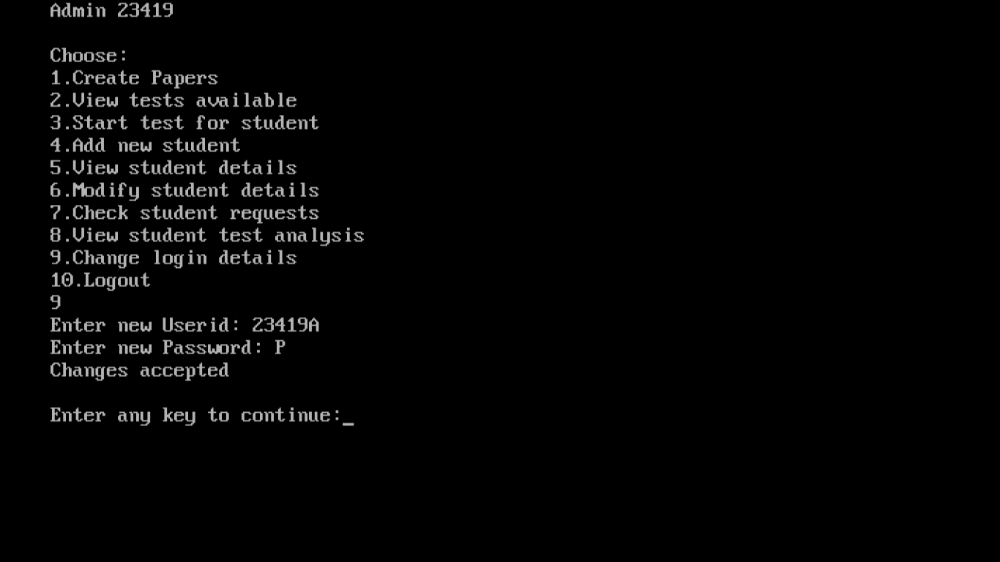 Admin 23419
Choose:
1.Create Papers
2.View tests available
3.Start test for student
4.Add new student
5.View student details
6.Modify student details
7.Check student requests
8.View student test analysis
9.Change login details
10.Logout
9
Enter new Userid: 23419A
Enter new Password: P
Changes accepted
Enter any key to continue:_